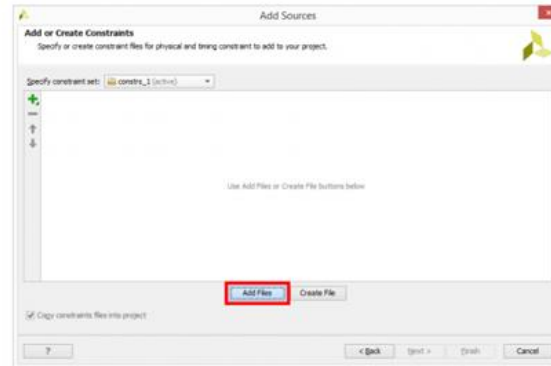 Add Sources
Add or Create Constraints
Specify or create constraint files for physical and timing constraint to add to your project.
Specify constraint set: constrs_1 (active)
Use Add Files or Create File buttons below
Add Files
Create File
Copy constraints files into project
?
< Back
Next >
Finish
Cancel